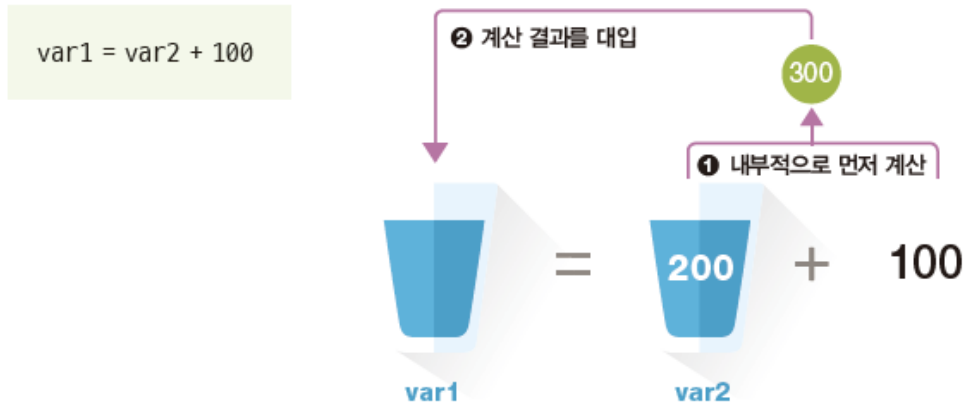 var1 = var2 + 100
❷ 계산 결과를 대입
300
❶ 내부적으로 먼저 계산
= 200 + 100
var1 var2